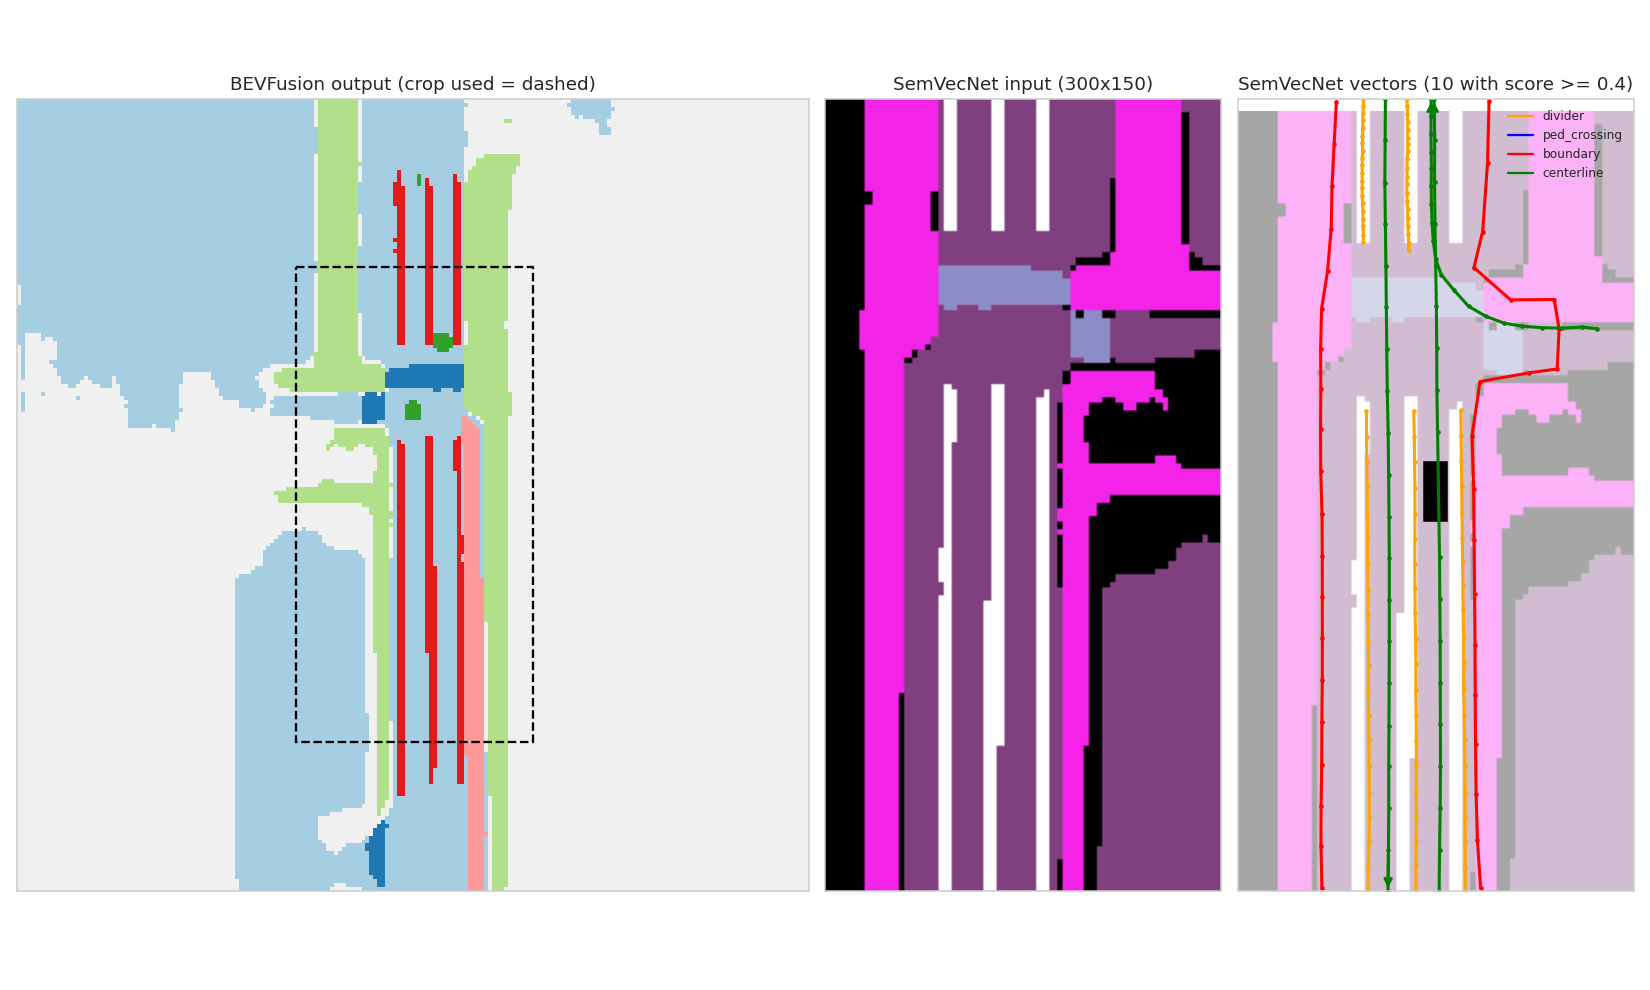 BEVFusion output (crop used = dashed)
SemVecNet input (300x150)
SemVecNet vectors (10 with score >= 0.4)
divider
ped_crossing
boundary
centerline